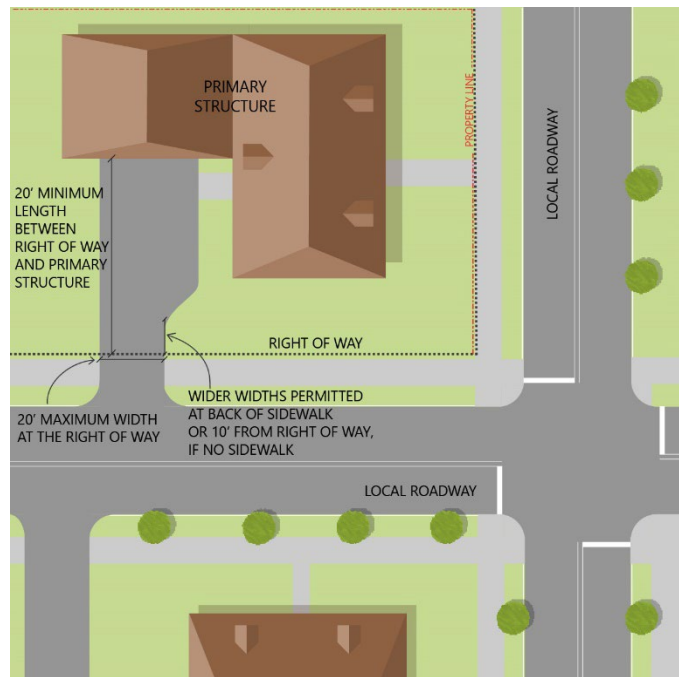 PRIMARY
STRUCTURE
PROPERTY LINE
LOCAL ROADWAY
20' MINIMUM
LENGTH
BETWEEN
RIGHT OF WAY
AND PRIMARY
STRUCTURE
RIGHT OF WAY
20' MAXIMUM WIDTH
AT THE RIGHT OF WAY
WIDER WIDTHS PERMITTED
AT BACK OF SIDEWALK
OR 10' FROM RIGHT OF WAY,
IF NO SIDEWALK
LOCAL ROADWAY